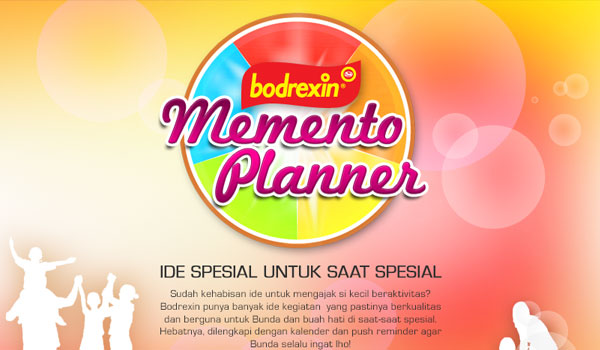 bodrexin®
Memento
Planner
IDE SPESIAL UNTUK SAAT SPESIAL
Sudah kehabisan ide untuk mengajak si kecil beraktivitas?
Bodrexin punya banyak ide kegiatan yang pastinya berkualitas
dan berguna untuk Bunda dan buah hati di saat-saat spesial.
Hebatnya, dilengkapi dengan kalender dan push reminder agar
Bunda selalu ingat lho!